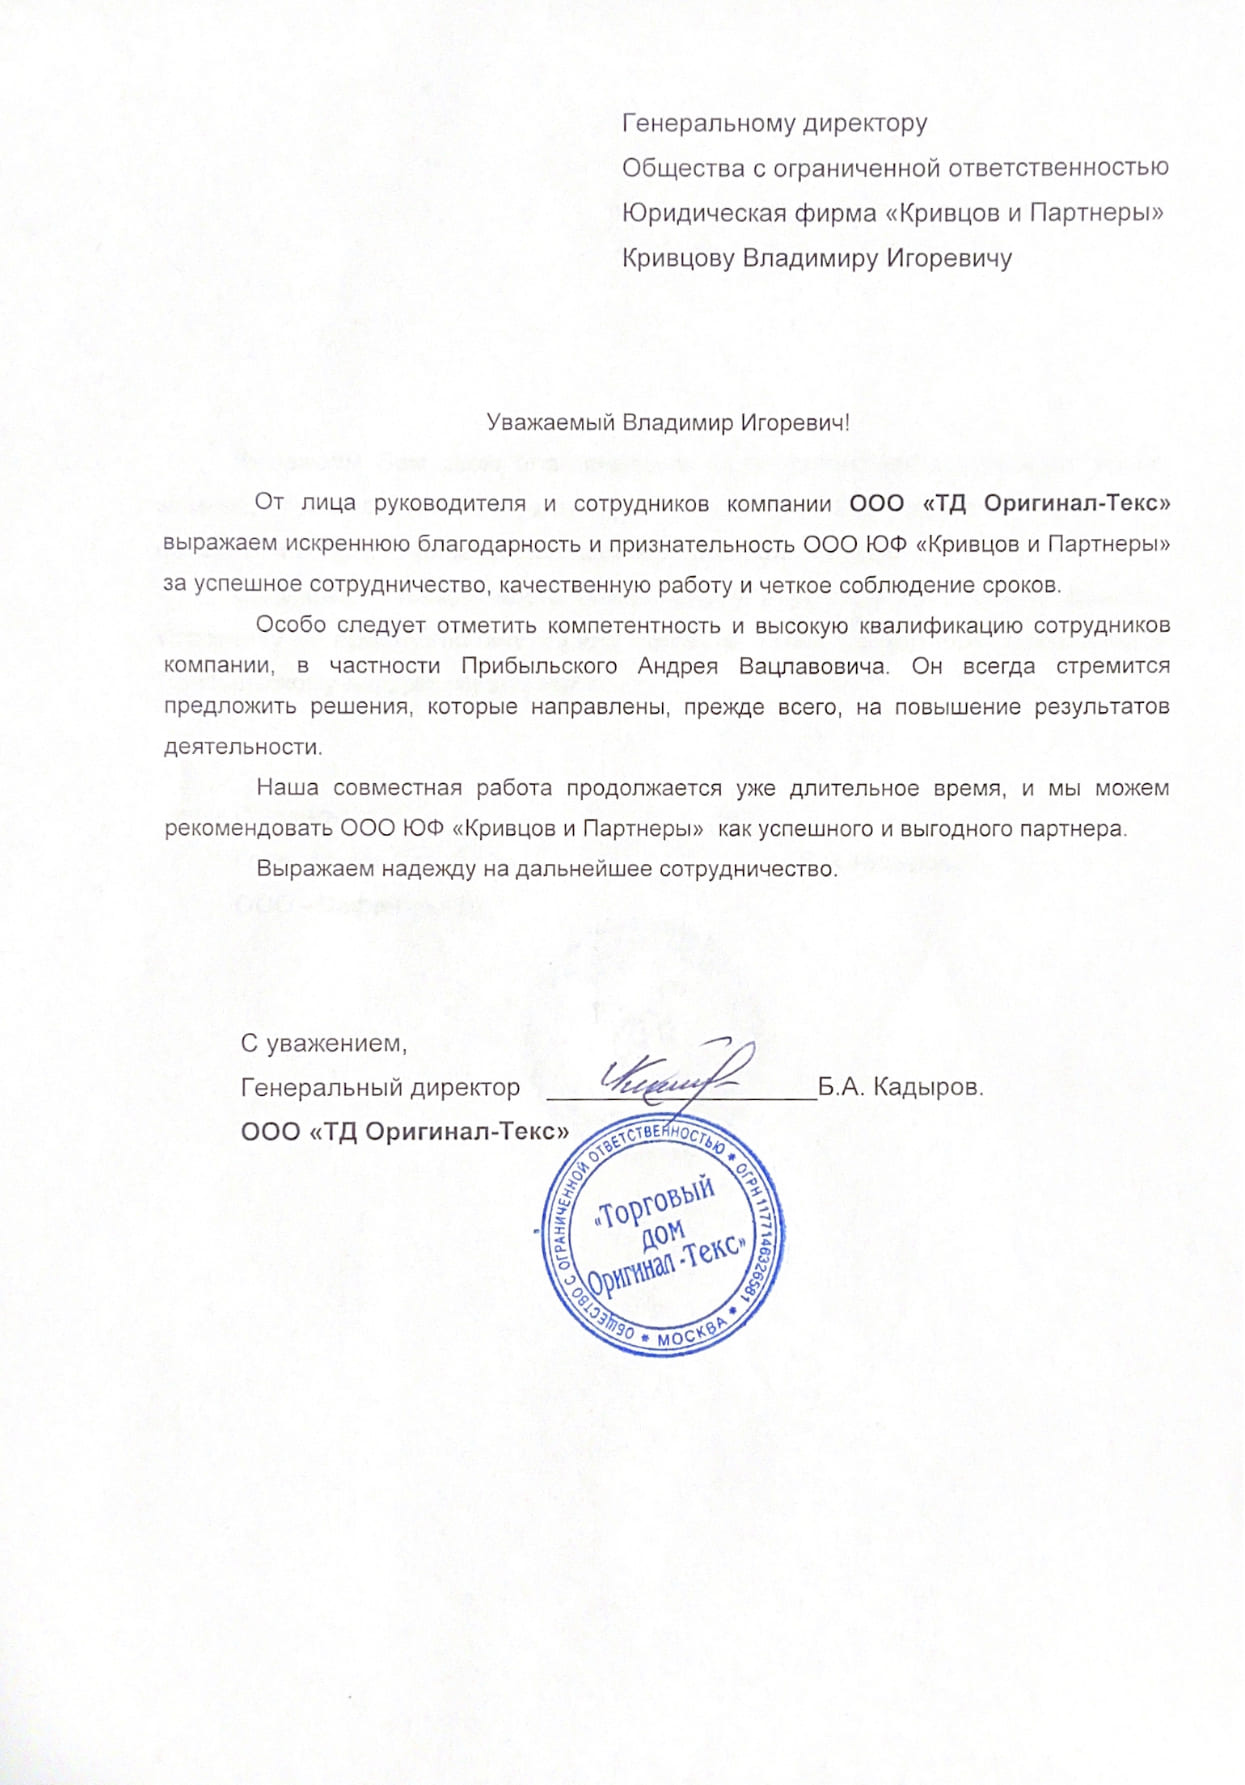 Генеральному директору
Общества с ограниченной ответственностью
Юридическая фирма «Кривцов и Партнеры»
Кривцову Владимиру Игоревичу
Уважаемый Владимир Игоревич!
От лица руководителя и сотрудников компании ООО «ТД Оригинал-Текс»
выражаем искреннюю благодарность и признательность ООО ЮФ «Кривцов и Партнеры»
за успешное сотрудничество, качественную работу и четкое соблюдение сроков.
Особо следует отметить компетентность и высокую квалификацию сотрудников
компании, в частности Прибыльского Андрея Вацлавовича. Он всегда стремится
предложить решения, которые направлены, прежде всего, на повышение результатов
деятельности.
Наша совместная работа продолжается уже длительное время, и мы можем
рекомендовать ООО ЮФ «Кривцов и Партнеры» как успешного и выгодного партнера.
Выражаем надежду на дальнейшее сотрудничество.
С уважением,
Генеральный директор Б.А. Кадыров.
ООО «ТД Оригинал-Текс»
ОБЩЕСТВО С ОГРАНИЧЕННОЙ ОТВЕТСТВЕННОСТЬЮ * ОГРН 1177146326581 * МОСКВА *
«Торговый
дом
Оригинал-Текс»